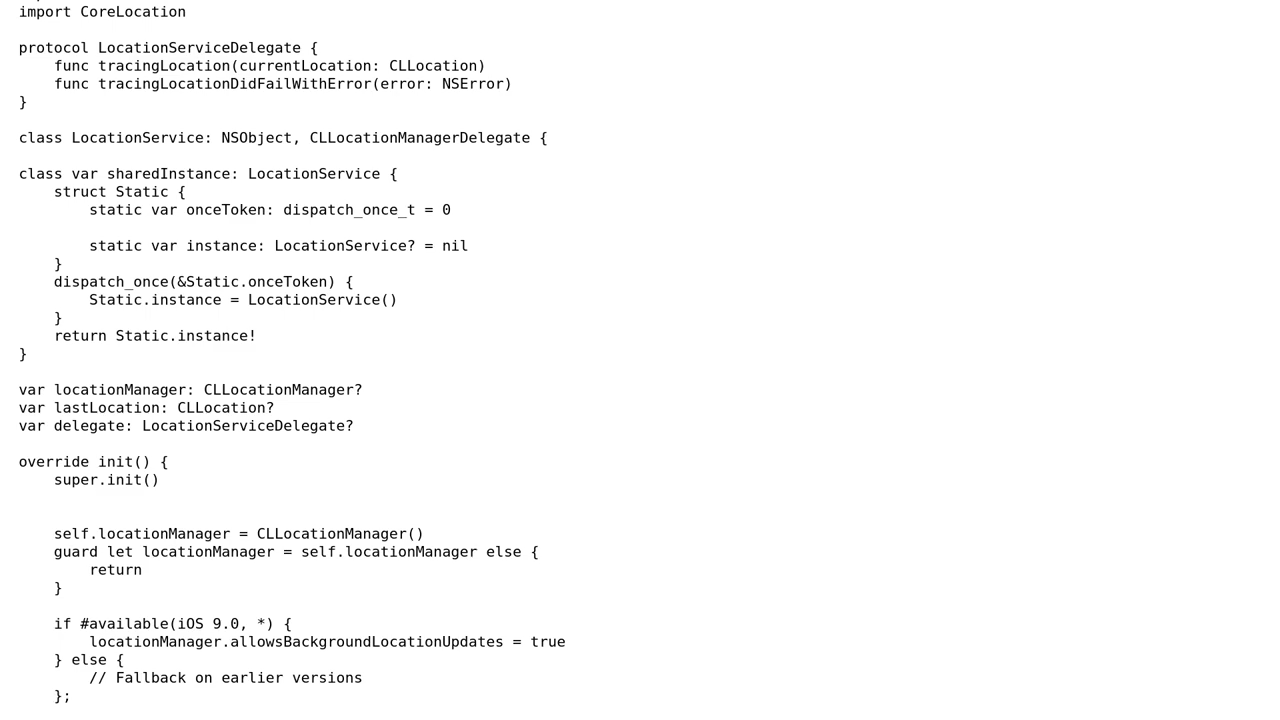 import CoreLocation
protocol LocationServiceDelegate {
    func tracingLocation(currentLocation: CLLocation)
    func tracingLocationDidFailWithError(error: NSError)
}
class LocationService: NSObject, CLLocationManagerDelegate {
class var sharedInstance: LocationService {
    struct Static {
        static var onceToken: dispatch_once_t = 0
        static var instance: LocationService? = nil
    }
    dispatch_once(&Static.onceToken) {
        Static.instance = LocationService()
    }
    return Static.instance!
}
var locationManager: CLLocationManager?
var lastLocation: CLLocation?
var delegate: LocationServiceDelegate?
override init() {
    super.init()
    self.locationManager = CLLocationManager()
    guard let locationManager = self.locationManager else {
        return
    }
    if #available(iOS 9.0, *) {
        locationManager.allowsBackgroundLocationUpdates = true
    } else {
        // Fallback on earlier versions
    };